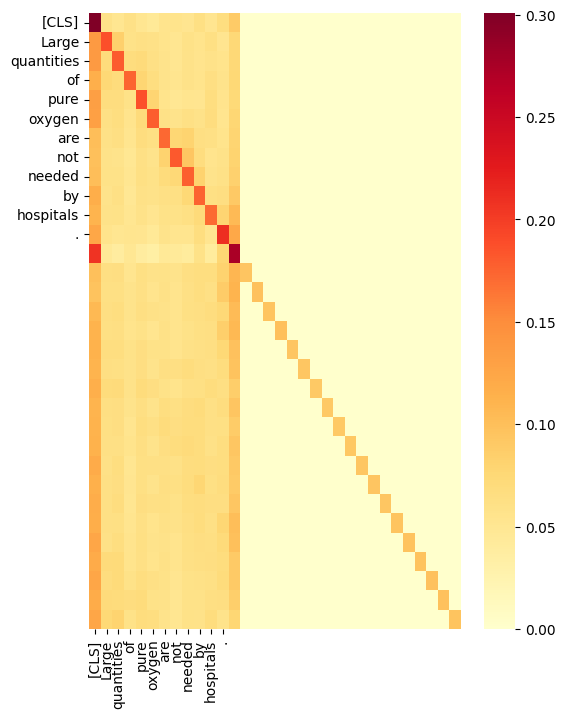 [CLS]
Large
quantities
of
pure
oxygen
are
not
needed
by
hospitals
.
0.30
0.25
0.20
0.15
0.10
0.05
0.00
[CLS]
Large
quantities
of
pure
oxygen
are
not
needed
by
hospitals
.